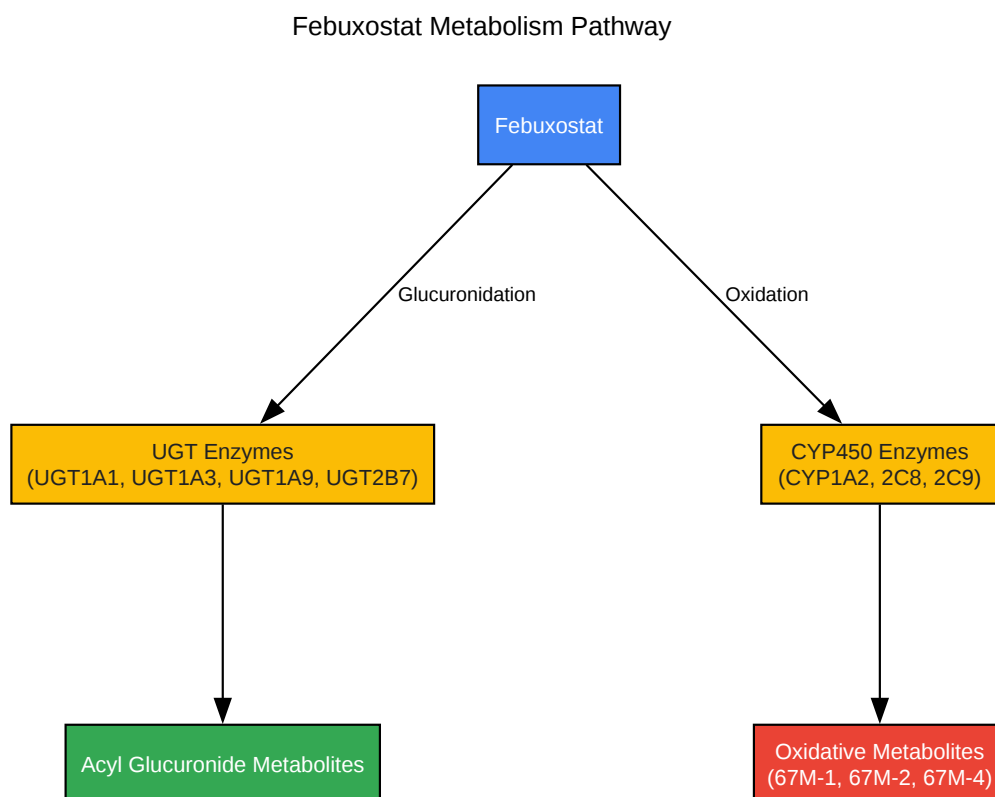 Febuxostat Metabolism Pathway
Febuxostat
Glucuronidation
Oxidation
UGT Enzymes
(UGT1A1, UGT1A3, UGT1A9, UGT2B7)
CYP450 Enzymes
(CYP1A2, 2C8, 2C9)
Acyl Glucuronide Metabolites
Oxidative Metabolites
(67M-1, 67M-2, 67M-4)